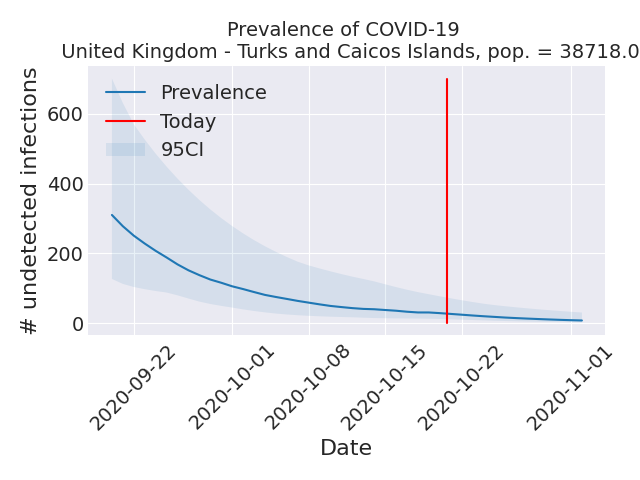 Prevalence of COVID-19
United Kingdom - Turks and Caicos Islands, pop. = 38718.0
# undetected infections
600
400
200
0
Prevalence
Today
95CI
2020-09-22
2020-10-01
2020-10-08
2020-10-15
2020-10-22
2020-11-01
Date